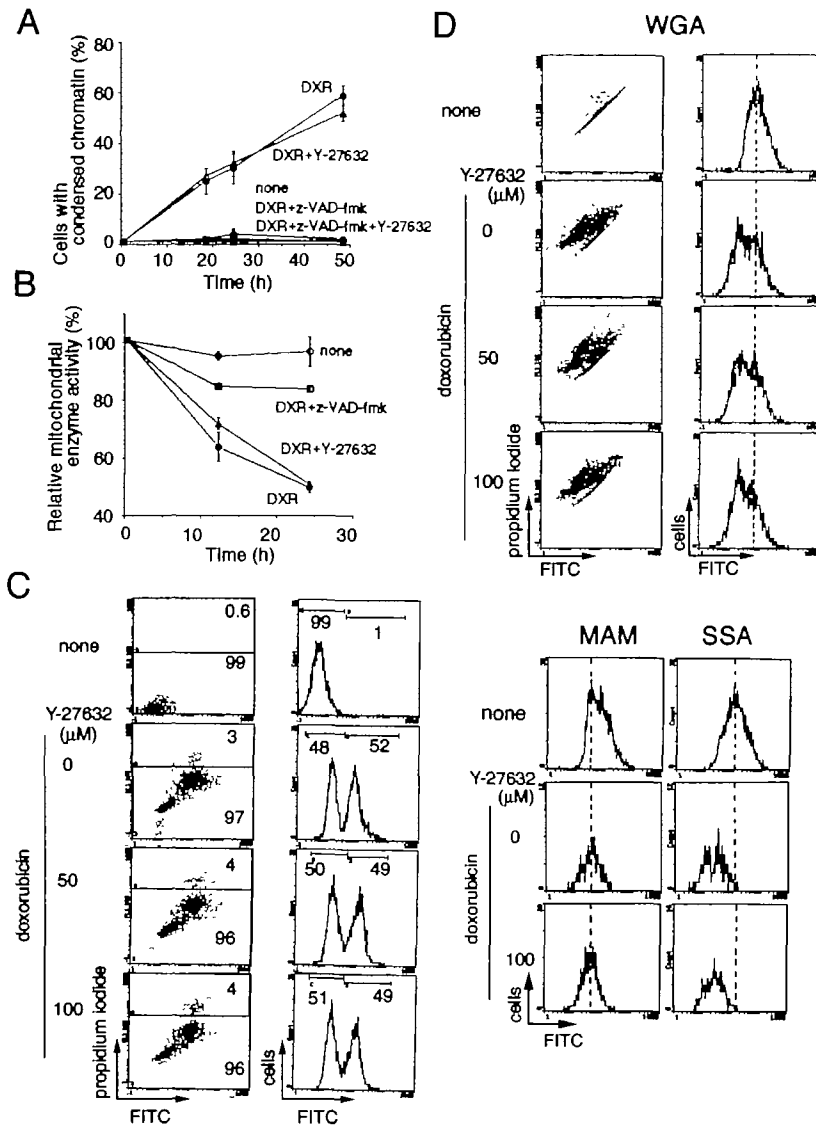 A
Cells with condensed chromatin (%)
80
60
40
20
0
0
10
20
30
40
50
Time (h)
DXR
DXR+Y-27632
none
DXR+z-VAD-fmk
DXR+z-VAD-fmk+Y-27632
B
Relative mitochondrial enzyme activity (%)
100
80
60
40
0
10
20
30
Time (h)
none
DXR+z-VAD-fmk
DXR+Y-27632
DXR
C
none
0.6
99
99
1
Y-27632
(μM)
doxorubicin
0
3
97
48
52
50
4
96
50
49
100
4
96
51
49
propidium iodide
FITC
cells
FITC
D
WGA
none
Y-27632
(μM)
doxorubicin
0
50
100
propidium iodide
FITC
cells
FITC
MAM
SSA
none
Y-27632
(μM)
doxorubicin
0
100
cells
FITC